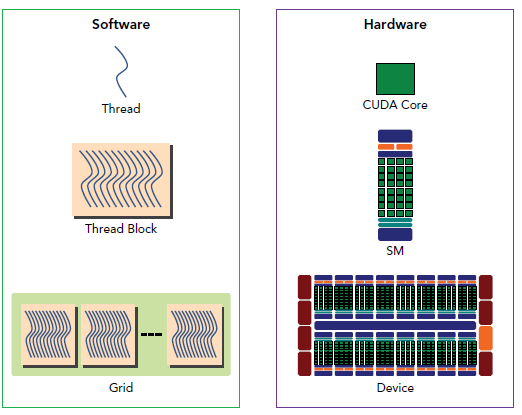 Software
Thread
Thread Block
Grid
Hardware
CUDA Core
SM
Device